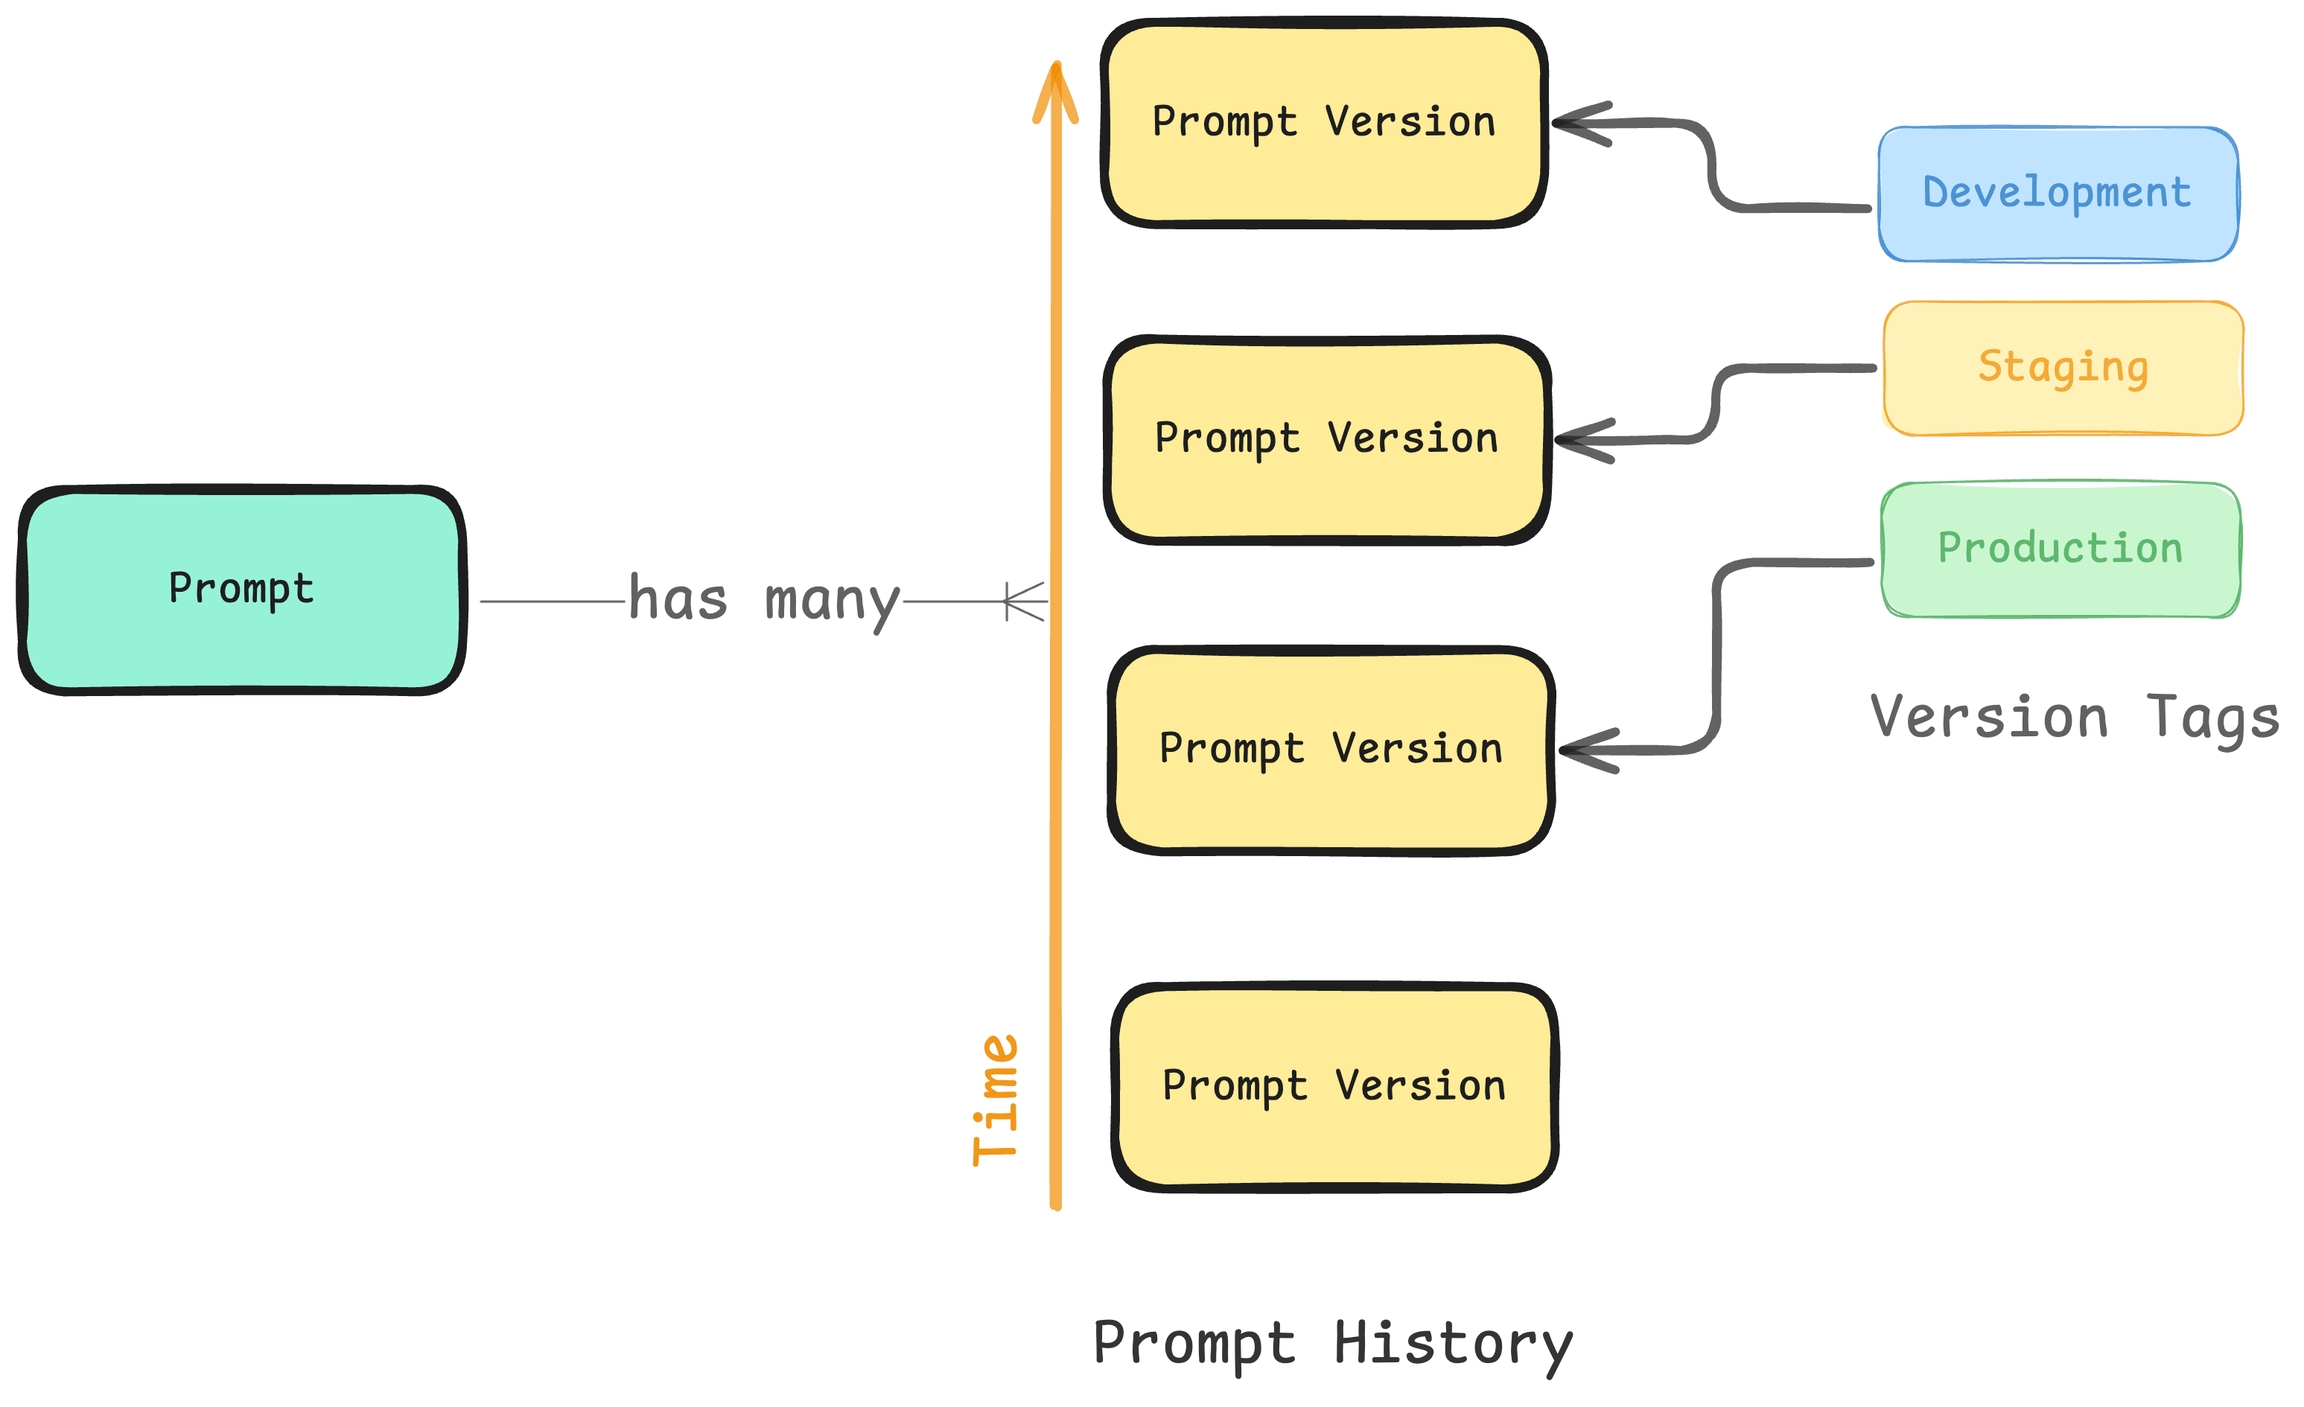 Prompt Version
Development
Staging
Prompt Version
Production
Prompt
has many
Prompt Version
Version Tags
Time
Prompt Version
Prompt History